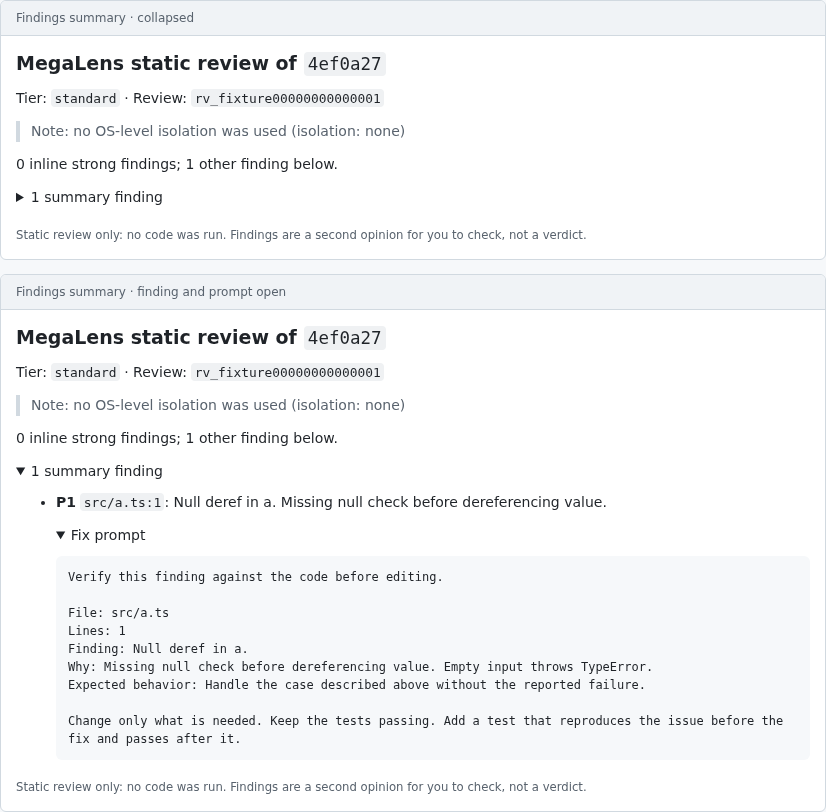 Findings summary · collapsed
MegaLens static review of 4ef0a27
Tier: standard · Review: rv_fixture00000000000001
Note: no OS-level isolation was used (isolation: none)
0 inline strong findings; 1 other finding below.
1 summary finding
Static review only: no code was run. Findings are a second opinion for you to check, not a verdict.
Findings summary · finding and prompt open
MegaLens static review of 4ef0a27
Tier: standard · Review: rv_fixture00000000000001
Note: no OS-level isolation was used (isolation: none)
0 inline strong findings; 1 other finding below.
1 summary finding
P1 src/a.ts:1: Null deref in a. Missing null check before dereferencing value.
Fix prompt
Verify this finding against the code before editing.
File: src/a.ts
Lines: 1
Finding: Null deref in a.
Why: Missing null check before dereferencing value. Empty input throws TypeError.
Expected behavior: Handle the case described above without the reported failure.
Change only what is needed. Keep the tests passing. Add a test that reproduces the issue before the
fix and passes after it.
Static review only: no code was run. Findings are a second opinion for you to check, not a verdict.